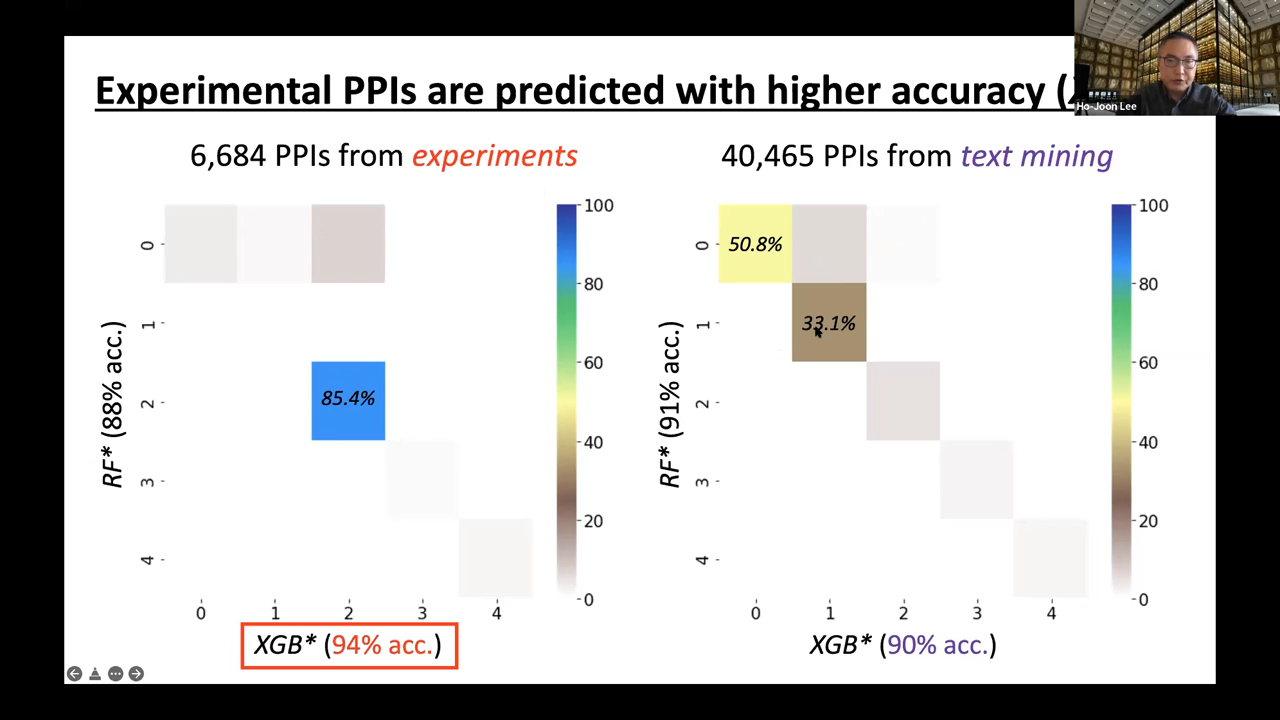 Experimental PPIs are predicted with higher accuracy (
Ho-Joon Lee
6,684 PPIs from experiments
100
80
60
40
20
0
0
1
2
3
4
85.4%
RF* (88% acc.)
0 1 2 3 4
XGB* (94% acc.)
40,465 PPIs from text mining
100
80
60
40
20
0
0
1
2
3
4
50.8%
33.1%
RF* (91% acc.)
0 1 2 3 4
XGB* (90% acc.)